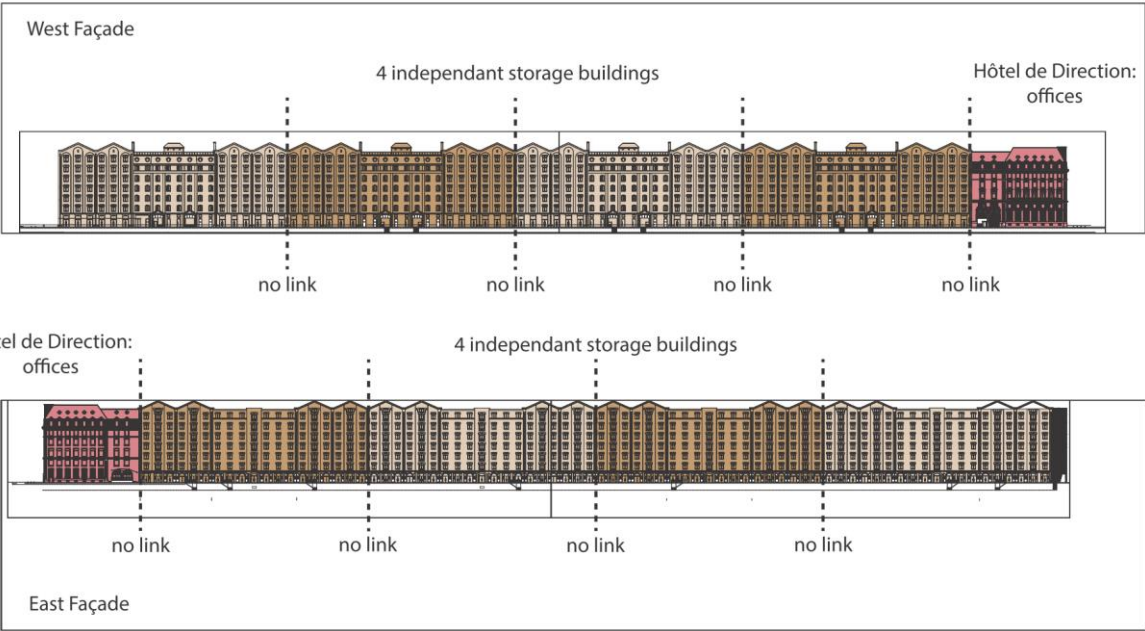 West Façade
4 independant storage buildings
Hôtel de Direction:
offices
no link
no link
no link
no link
tel de Direction:
offices
4 independant storage buildings
no link
no link
no link
no link
East Façade